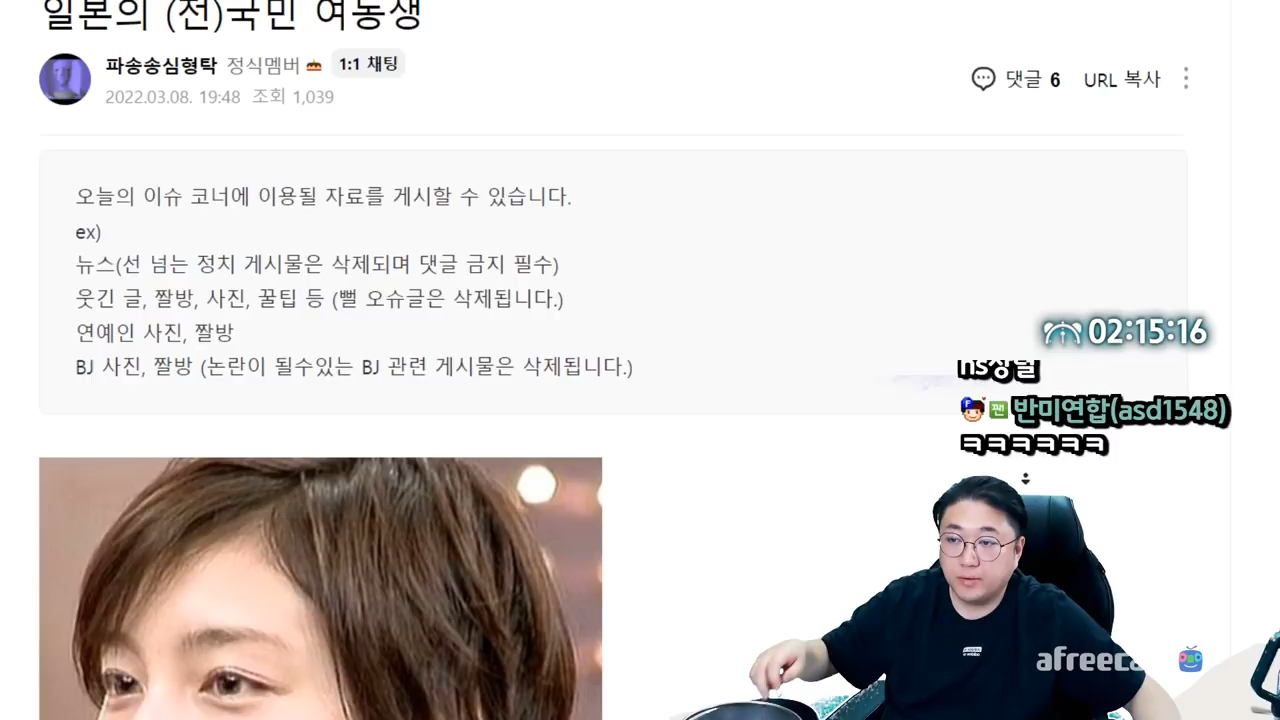 일본의 (전)국민 여동생
파송송심형탁 정식멤버 1:1 채팅
2022.03.08. 19:48 조회 1,039
댓글 6 URL 복사
오늘의 이슈 코너에 이용될 자료를 게시할 수 있습니다.
ex)
뉴스(선 넘는 정치 게시물은 삭제되며 댓글 금지 필수)
웃긴 글, 짤방, 사진, 꿀팁 등 (뻘 오슈글은 삭제됩니다.)
연예인 사진, 짤방
BJ 사진, 짤방 (논란이 될수있는 BJ 관련 게시물은 삭제됩니다.)
02:15:16
팬 반미연합(asd1548)
ㅋㅋㅋㅋㅋㅋ